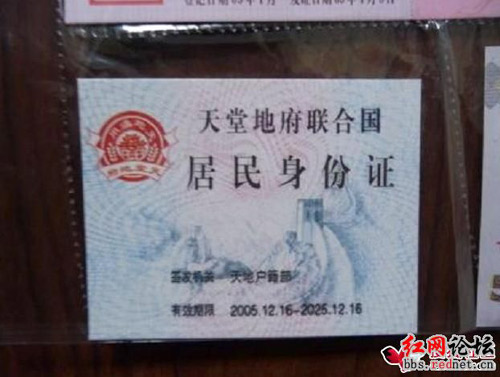 天堂地府联合国
居民身份证
签发机关 天地户籍部
有效期限 2005.12.16-2025.12.16
红网论坛
bbs.rednet.cn